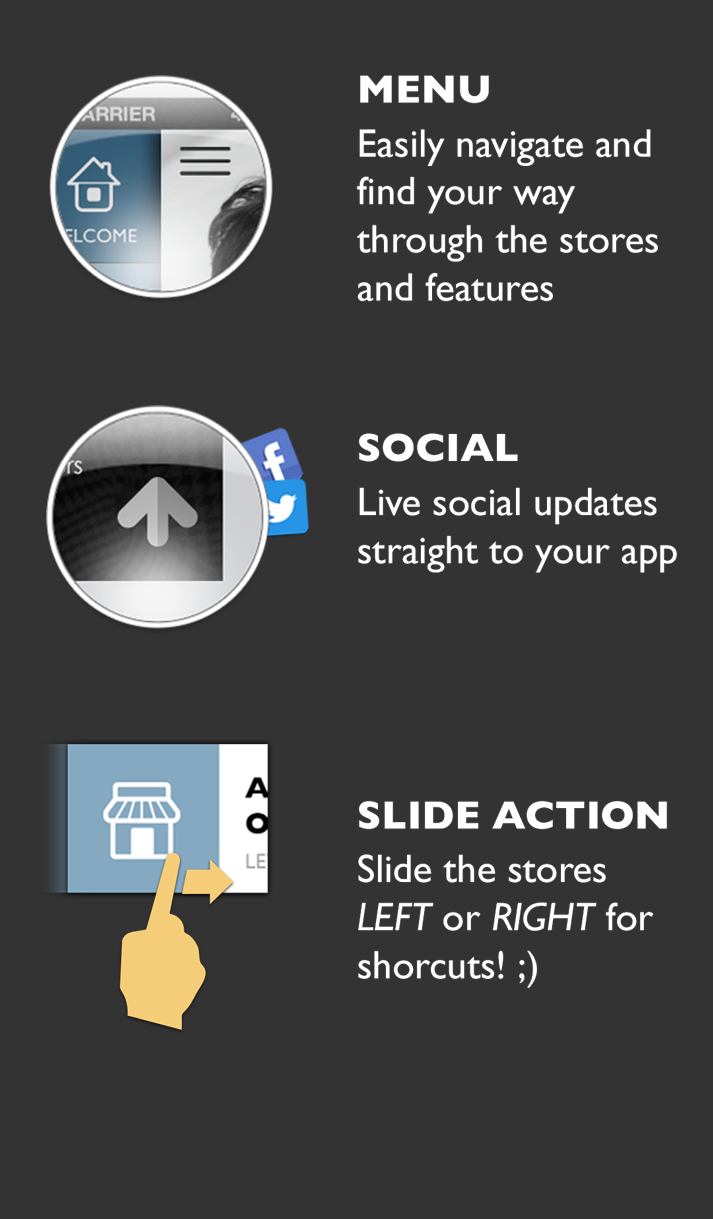 MENU
Easily navigate and
find your way
through the stores
and features
ARRIER
ELCOME
SOCIAL
Live social updates
straight to your app
rs
SLIDE ACTION
Slide the stores
LEFT or RIGHT for
shorcuts! ;)
A
O
LE